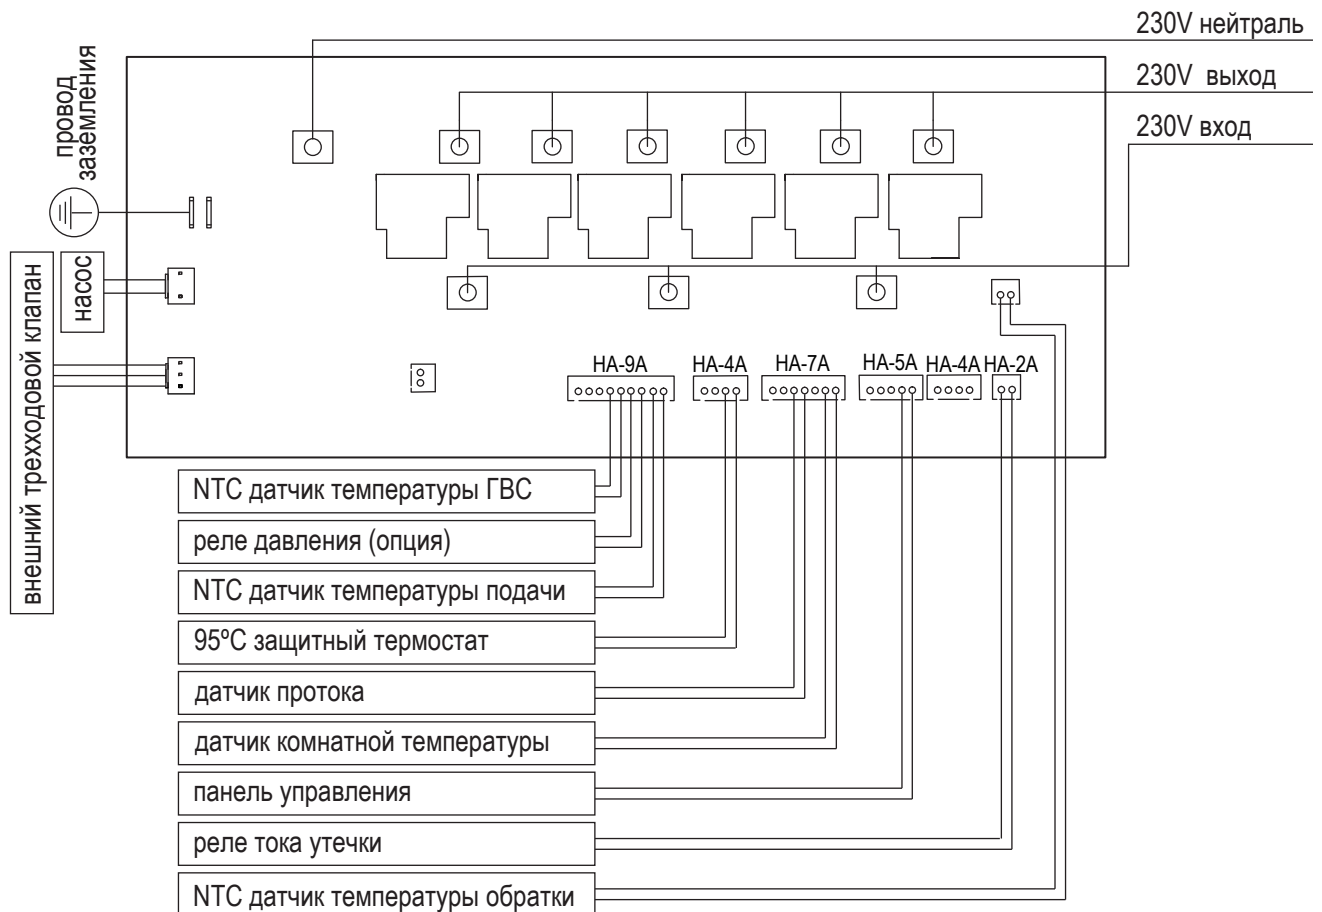 230V нейтраль
230V выход
230V вход
провод
заземления
насос
внешний трехходовой клапан
HA-9A
HA-4A
HA-7A
HA-5A
HA-4A
HA-2A
NTC датчик температуры ГВС
реле давления (опция)
NTC датчик температуры подачи
95ºC защитный термостат
датчик протока
датчик комнатной температуры
панель управления
реле тока утечки
NTC датчик температуры обратки